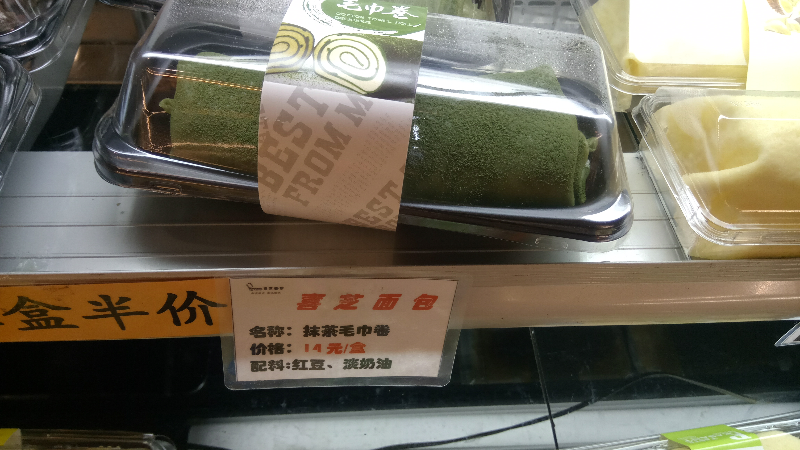 毛巾卷
BEST
FROM M
EST
盒半价
喜芝面包
名称: 抹茶毛巾卷
价格: 14元/盒
配料:红豆、淡奶油